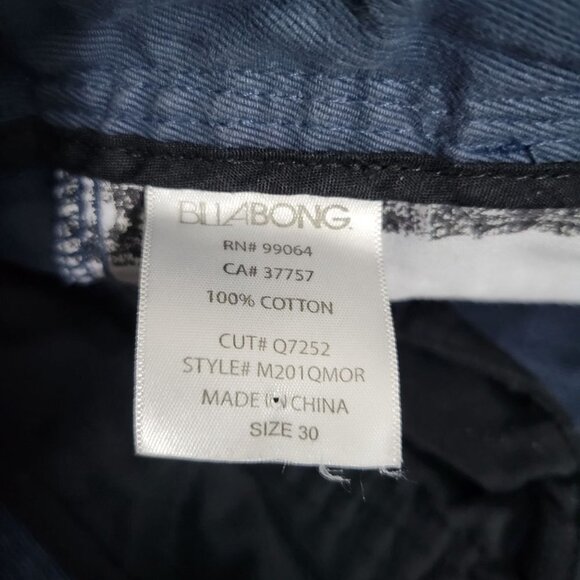 BILLABONG
RN# 99064
CA# 37757
100% COTTON
CUT# Q7252
STYLE# M201QMOR
MADE IN CHINA
SIZE 30